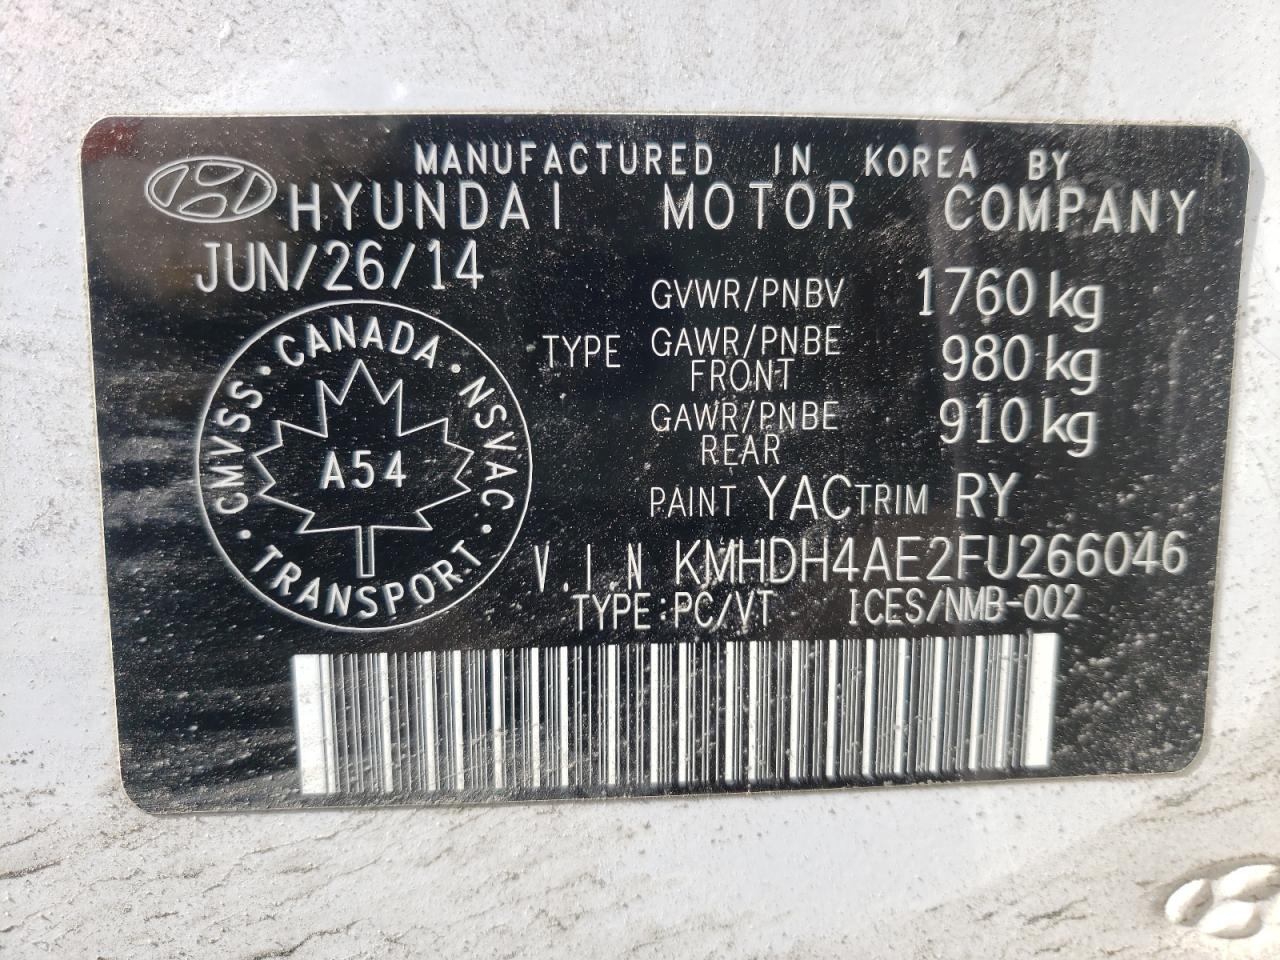 MANUFACTURED IN KOREA BY
HYUNDAI MOTOR COMPANY
JUN/26/14
GVWR/PNBV 1760 kg
TYPE GAWR/PNBE FRONT 980 kg
GAWR/PNBE REAR 910 kg
PAINT YAC TRIM RY
V.I.N KMHDH4AE2FU266046
TYPE:PC/VT ICES/NMB-002
CMVSS · CANADA · NSVAC · TRANSPORT ·
A54